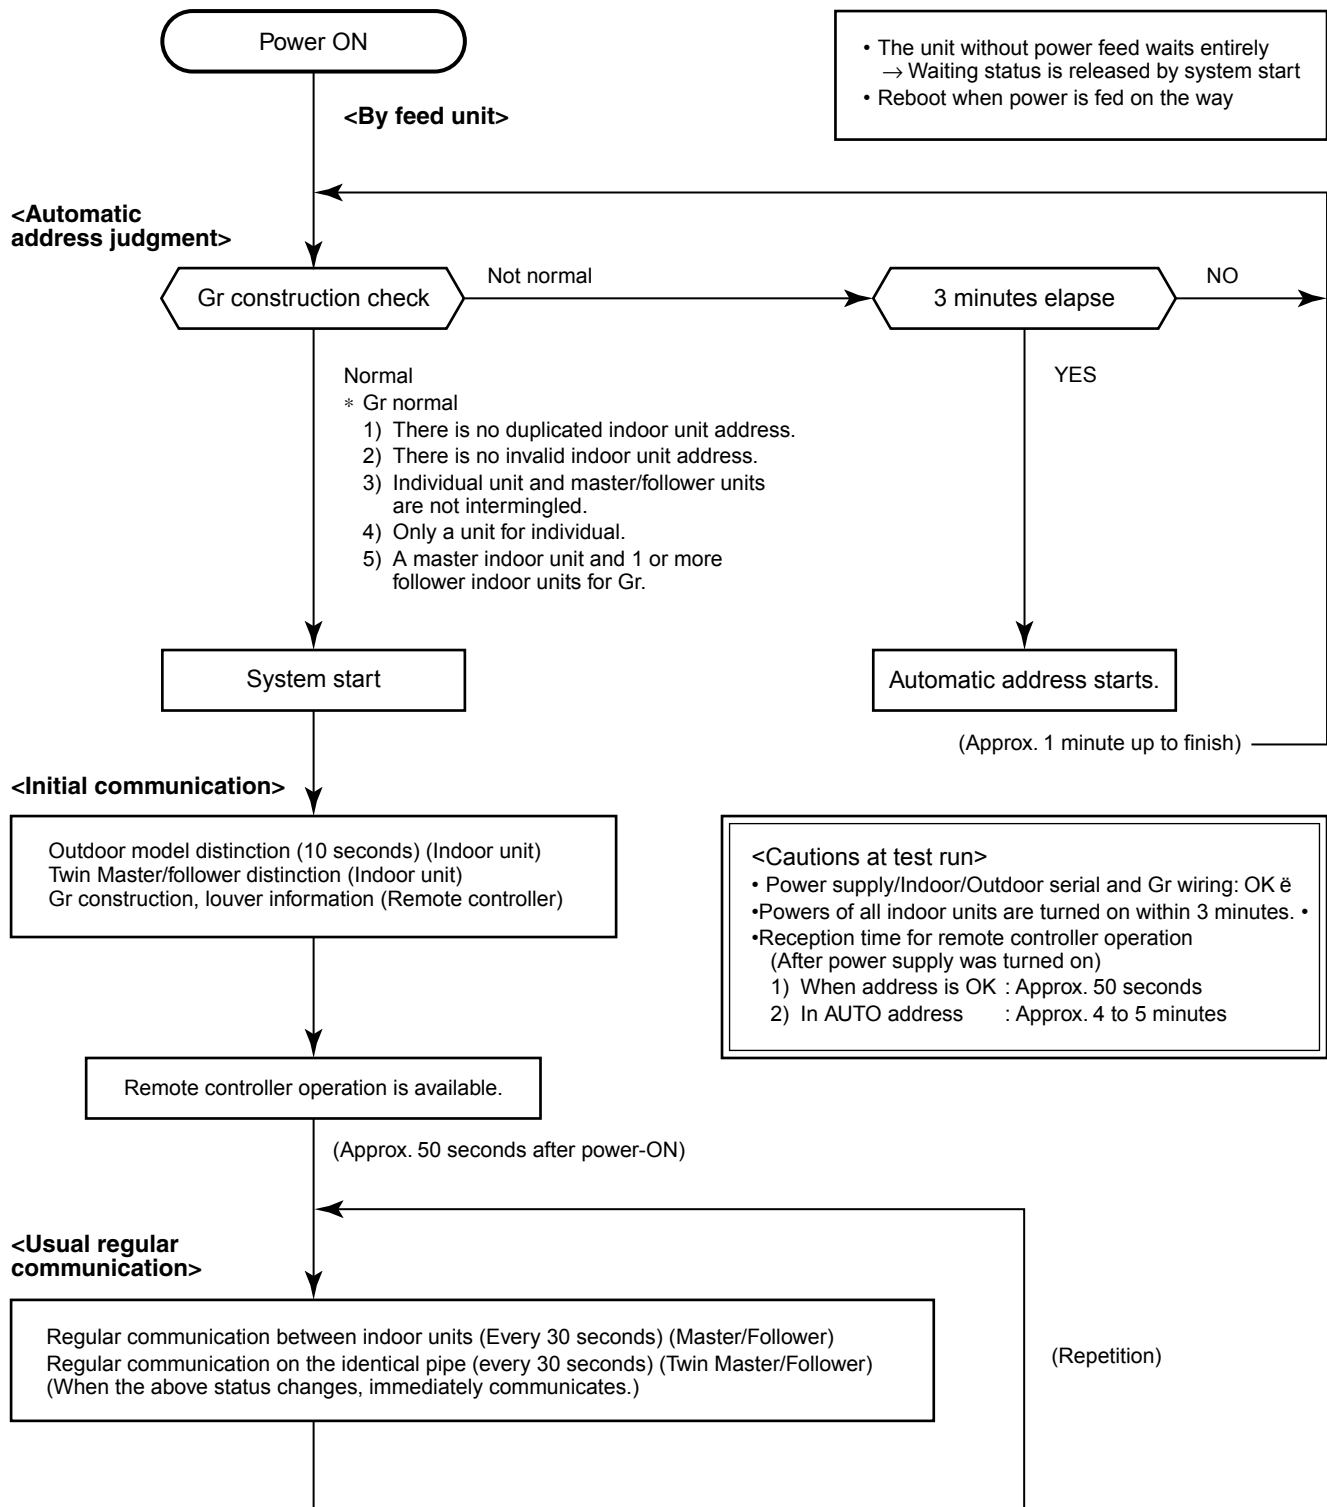 Power ON
• The unit without power feed waits entirely
→ Waiting status is released by system start
• Reboot when power is fed on the way
<By feed unit>
<Automatic
address judgment>
Gr construction check
Not normal
3 minutes elapse
NO
Normal
* Gr normal
1) There is no duplicated indoor unit address.
2) There is no invalid indoor unit address.
3) Individual unit and master/follower units
are not intermingled.
4) Only a unit for individual.
5) A master indoor unit and 1 or more
follower indoor units for Gr.
YES
System start
Automatic address starts.
(Approx. 1 minute up to finish)
<Initial communication>
Outdoor model distinction (10 seconds) (Indoor unit)
Twin Master/follower distinction (Indoor unit)
Gr construction, louver information (Remote controller)
<Cautions at test run>
• Power supply/Indoor/Outdoor serial and Gr wiring: OK ë
•Powers of all indoor units are turned on within 3 minutes. •
•Reception time for remote controller operation
(After power supply was turned on)
1) When address is OK : Approx. 50 seconds
2) In AUTO address : Approx. 4 to 5 minutes
Remote controller operation is available.
(Approx. 50 seconds after power-ON)
<Usual regular
communication>
Regular communication between indoor units (Every 30 seconds) (Master/Follower)
Regular communication on the identical pipe (every 30 seconds) (Twin Master/Follower)
(When the above status changes, immediately communicates.)
(Repetition)